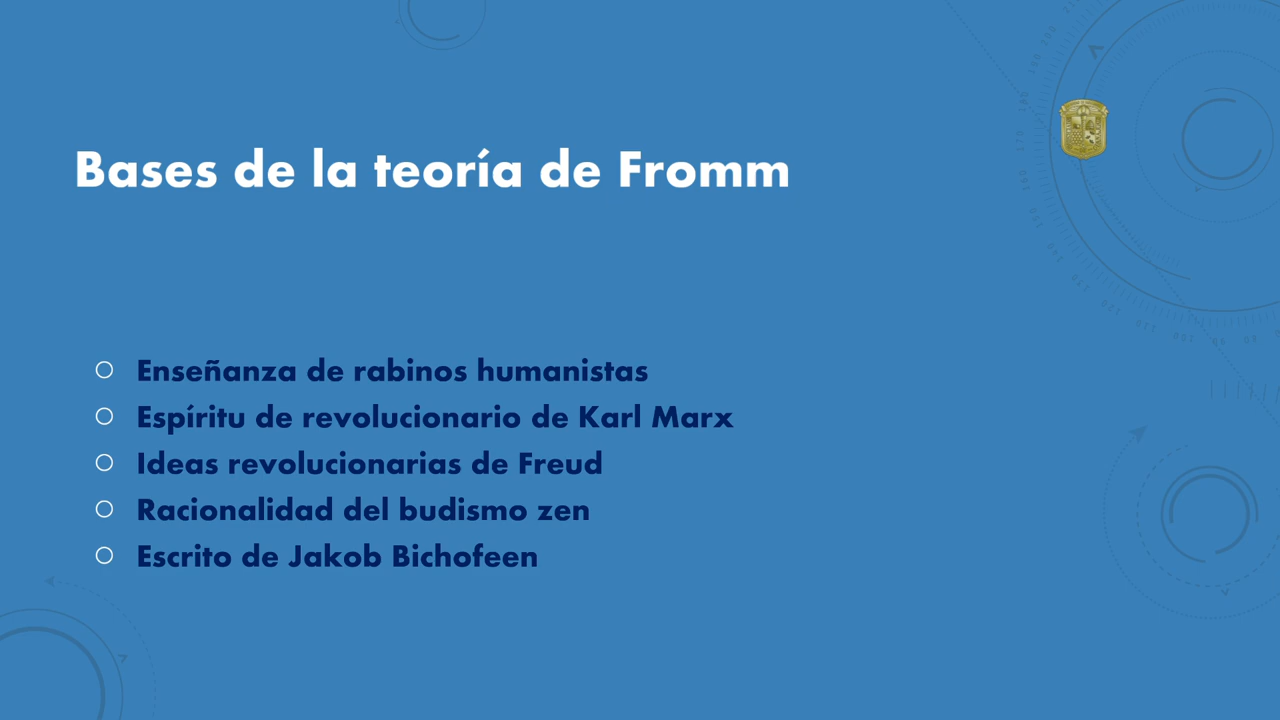 Bases de la teoría de Fromm
Enseñanza de rabinos humanistas
Espíritu de revolucionario de Karl Marx
Ideas revolucionarias de Freud
Racionalidad del budismo zen
Escrito de Jakob Bichofeen